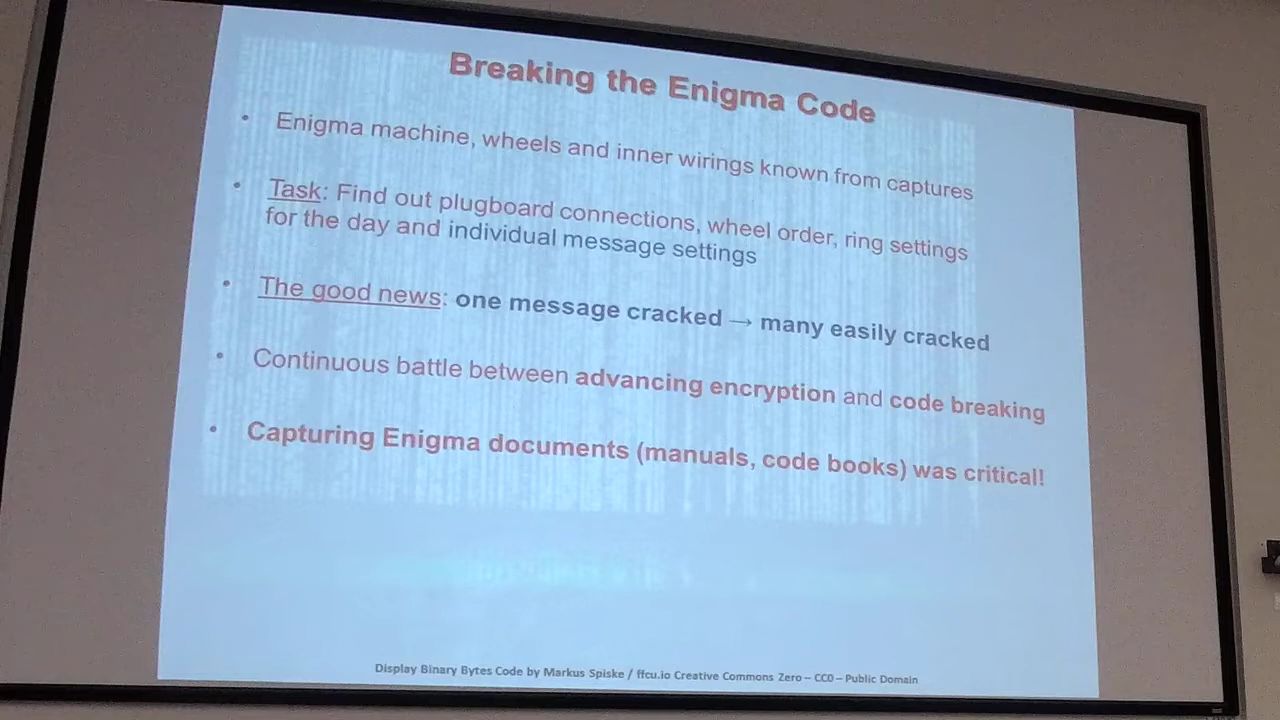 Breaking the Enigma Code
• Enigma machine, wheels and inner wirings known from captures
• Task: Find out plugboard connections, wheel order, ring settings
for the day and individual message settings
• The good news: one message cracked → many easily cracked
• Continuous battle between advancing encryption and code breaking
• Capturing Enigma documents (manuals, code books) was critical!
Display Binary Bytes Code by Markus Spiske / ffcu.io Creative Commons Zero – CC0 – Public Domain